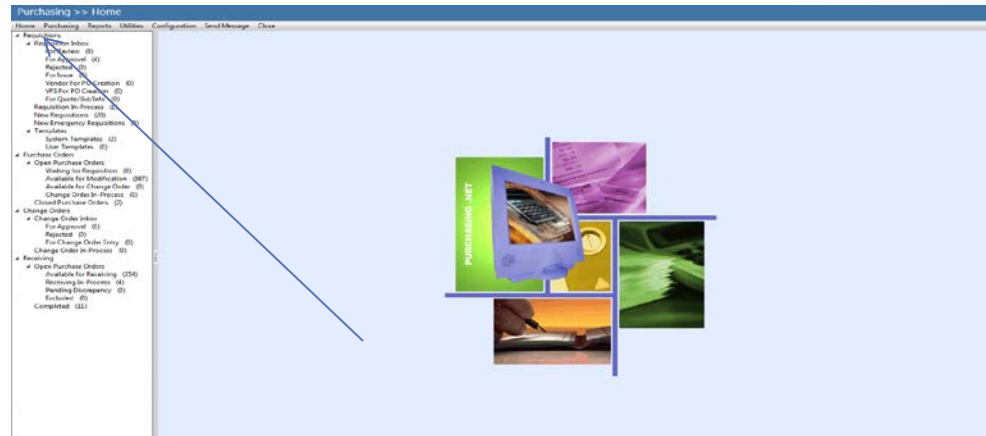 Purchasing >> Home
Home Purchasing Reports Utilities Configuration Send Message Close
Requisitions
Requisition Inbox
For Review (0)
For Approval (4)
Rejected (0)
For Issue
Vendor For PO Creation (0)
VFS For PO Creation (0)
For Quote/Bid/Info (0)
Requisition In-Process
New Requisitions (20)
New Emergency Requisitions
Templates
System Templates (2)
User Templates (0)
Purchase Orders
Open Purchase Orders
Waiting for Requisition (0)
Available for Modification (387)
Available for Change Order (0)
Change Order In-Process (0)
Closed Purchase Orders (2)
Change Orders
Change Order Inbox
For Approval (0)
Rejected (0)
For Change Order Entry (0)
Change Order In-Process (0)
Receiving
Open Purchase Orders
Available for Receiving (354)
Receiving In-Process (4)
Pending Discrepancy (0)
Excluded (0)
Completed (11)
PURCHASING .NET